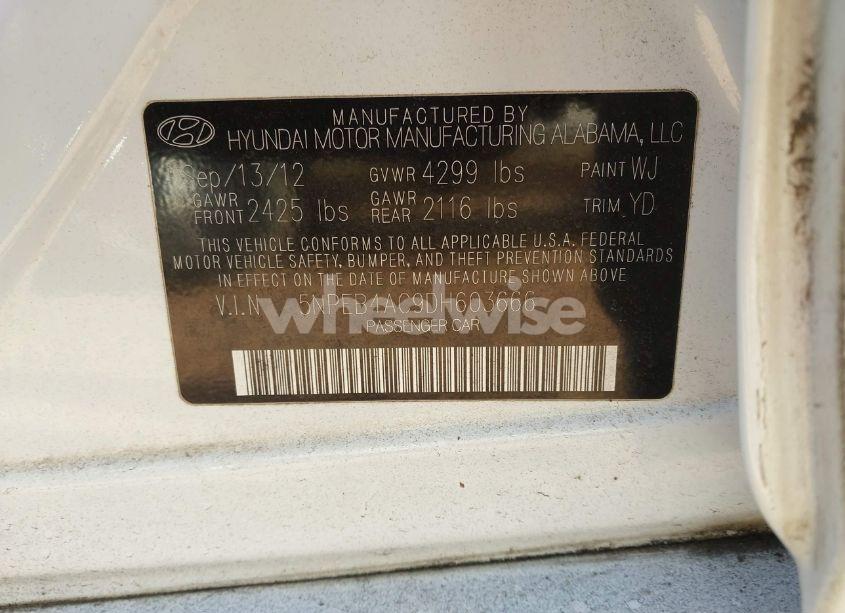 MANUFACTURED BY
HYUNDAI MOTOR MANUFACTURING ALABAMA, LLC
Sep/13/12 GVWR 4299 lbs PAINT WJ
GAWR FRONT 2425 lbs GAWR REAR 2116 lbs TRIM YD
THIS VEHICLE CONFORMS TO ALL APPLICABLE U.S.A. FEDERAL
MOTOR VEHICLE SAFETY, BUMPER, AND THEFT PREVENTION STANDARDS
IN EFFECT ON THE DATE OF MANUFACTURE SHOWN ABOVE
V.I.N.
wheelwise
PASSENGER CAR